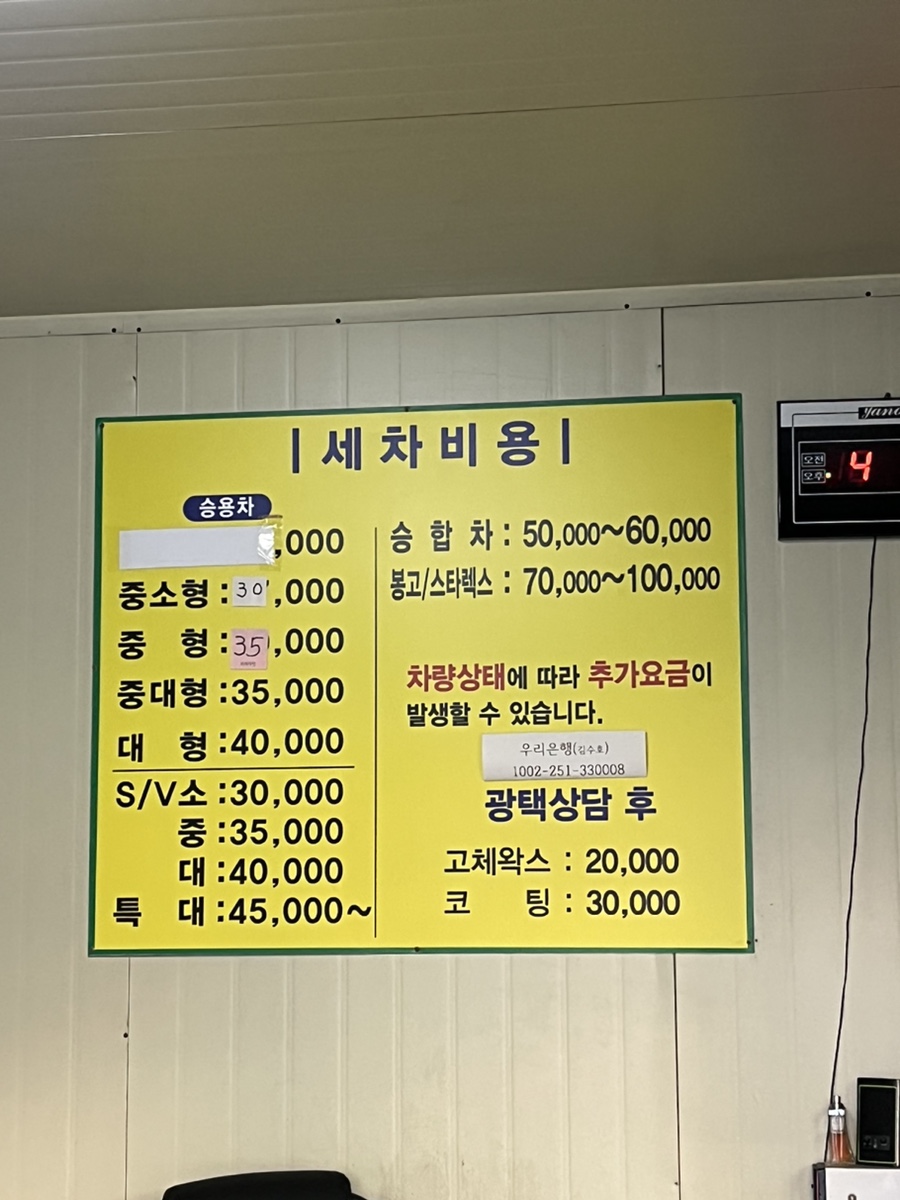 | 세차비용 |
승용차
,000
중소형 : 30,000
중 형 : 35,000
중대형 : 35,000
대 형 : 40,000
S/V소 : 30,000
중 : 35,000
대 : 40,000
특 대 : 45,000~
승 합 차 : 50,000~60,000
봉고/스타렉스 : 70,000~100,000
차량상태에 따라 추가요금이
발생할 수 있습니다.
우리은행(김수호)
1002-251-330008
광택상담 후
고체왁스 : 20,000
코 팅 : 30,000
오전
오후
4